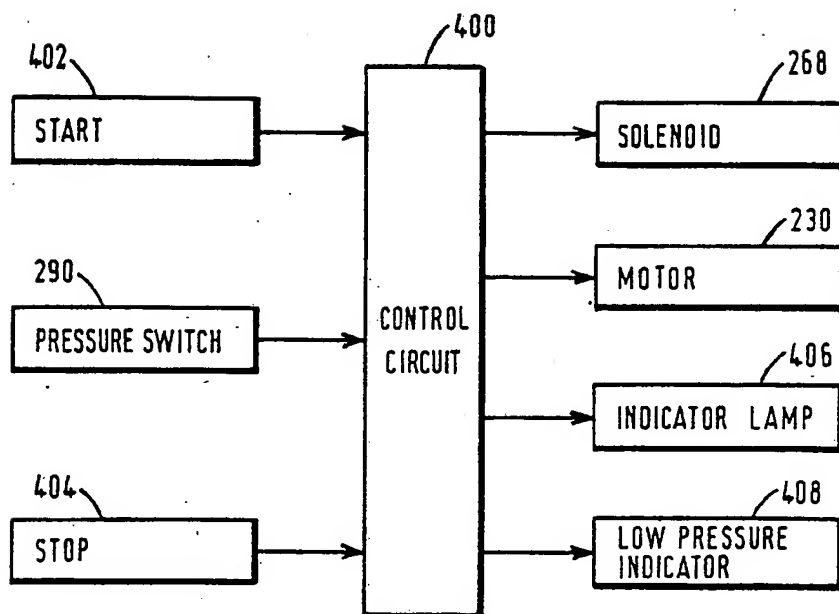 400
402
START
268
SOLENOID
290
PRESSURE SWITCH
230
MOTOR
CONTROL
CIRCUIT
406
INDICATOR LAMP
404
STOP
408
LOW PRESSURE
INDICATOR